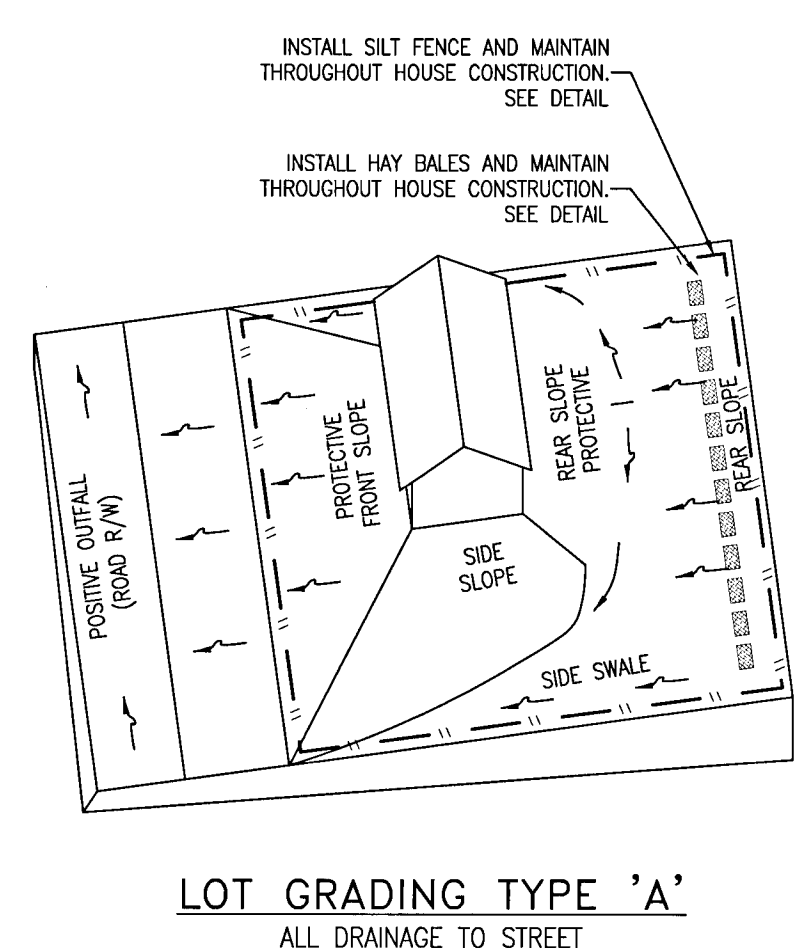 INSTALL SILT FENCE AND MAINTAIN
THROUGHOUT HOUSE CONSTRUCTION.
SEE DETAIL
INSTALL HAY BALES AND MAINTAIN
THROUGHOUT HOUSE CONSTRUCTION.
SEE DETAIL
POSITIVE OUTFALL
(ROAD R/W)
PROTECTIVE
FRONT SLOPE
REAR SLOPE
PROTECTIVE
REAR SLOPE
SIDE
SLOPE
SIDE SWALE
LOT GRADING TYPE 'A'
ALL DRAINAGE TO STREET